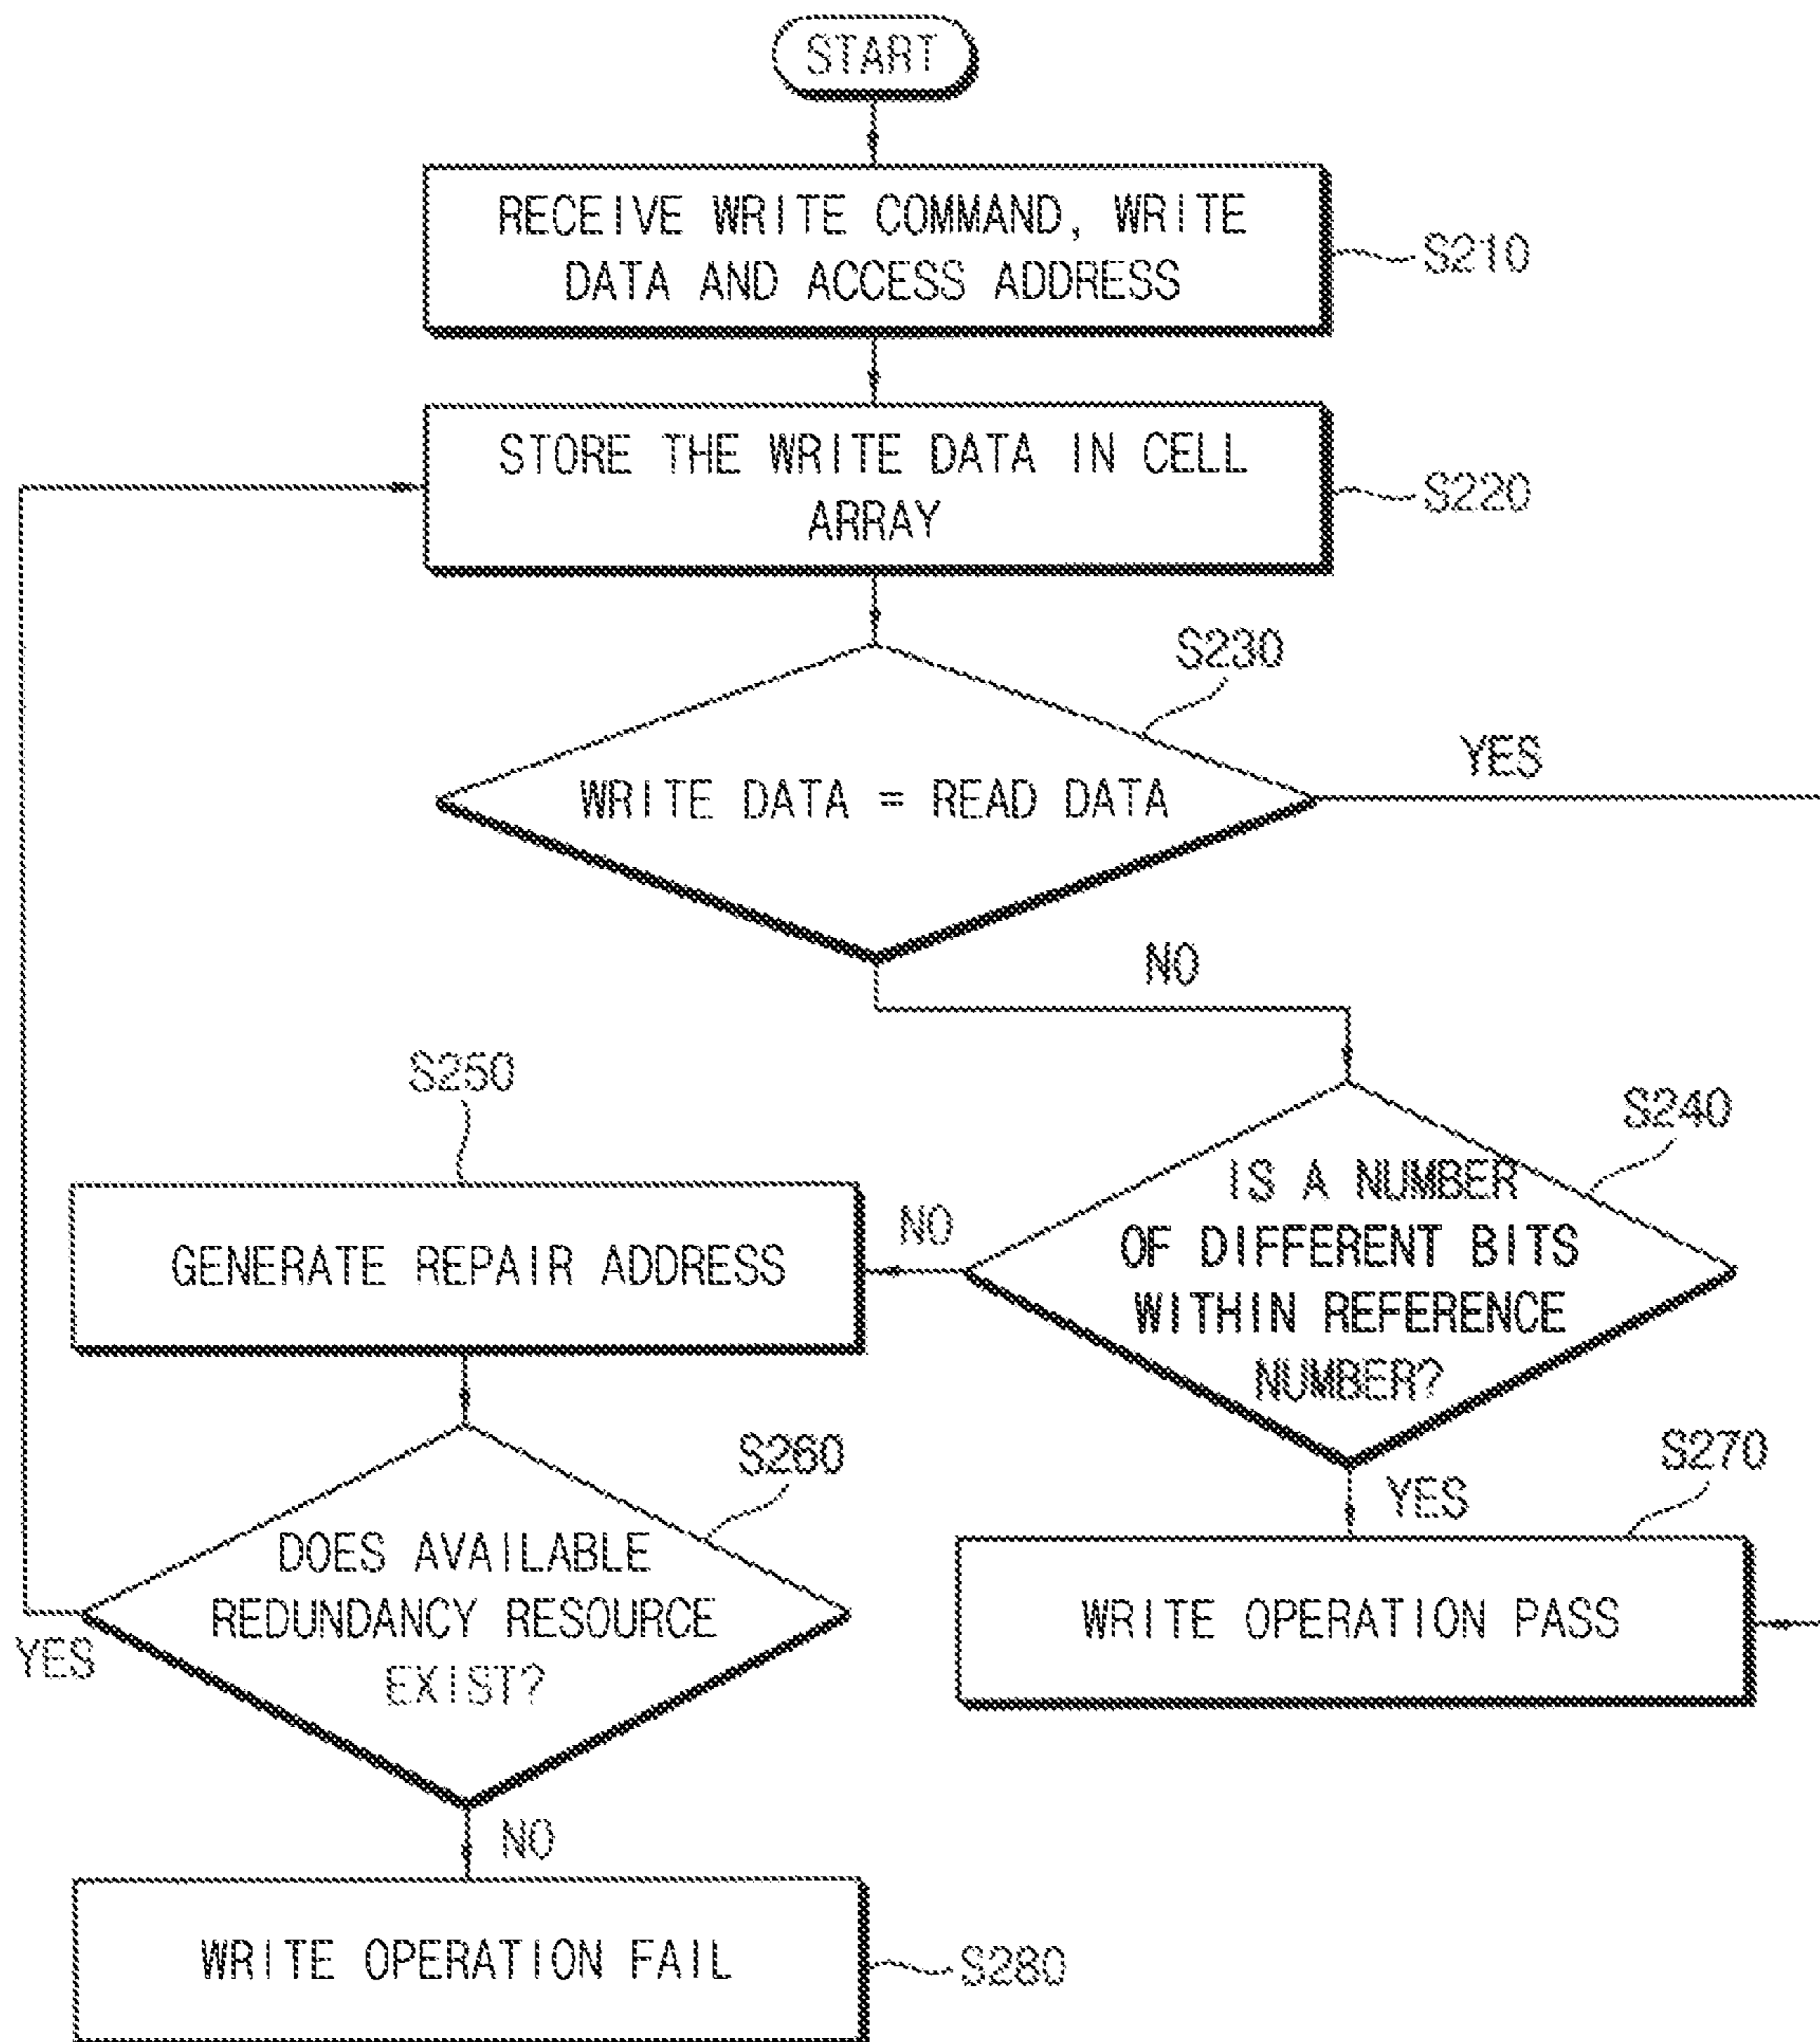 START
RECEIVE WRITE COMMAND, WRITE
DATA AND ACCESS ADDRESS
S210
STORE THE WRITE DATA IN CELL
ARRAY
S220
S230
WRITE DATA = READ DATA
YES
NO
S250
S240
GENERATE REPAIR ADDRESS
NO
IS A NUMBER
OF DIFFERENT BITS
WITHIN REFERENCE
NUMBER?
S260
S270
YES
DOES AVAILABLE
REDUNDANCY RESOURCE
EXIST?
YES
WRITE OPERATION PASS
NO
WRITE OPERATION FAIL
S280